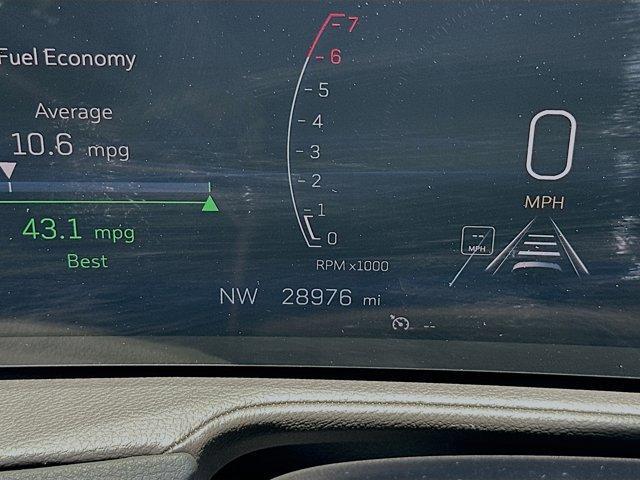 Fuel Economy
Average
10.6 mpg
43.1 mpg
Best
7
6
5
4
3
2
1
0
RPM x1000
NW 28976 mi
0
MPH
--
MPH
--